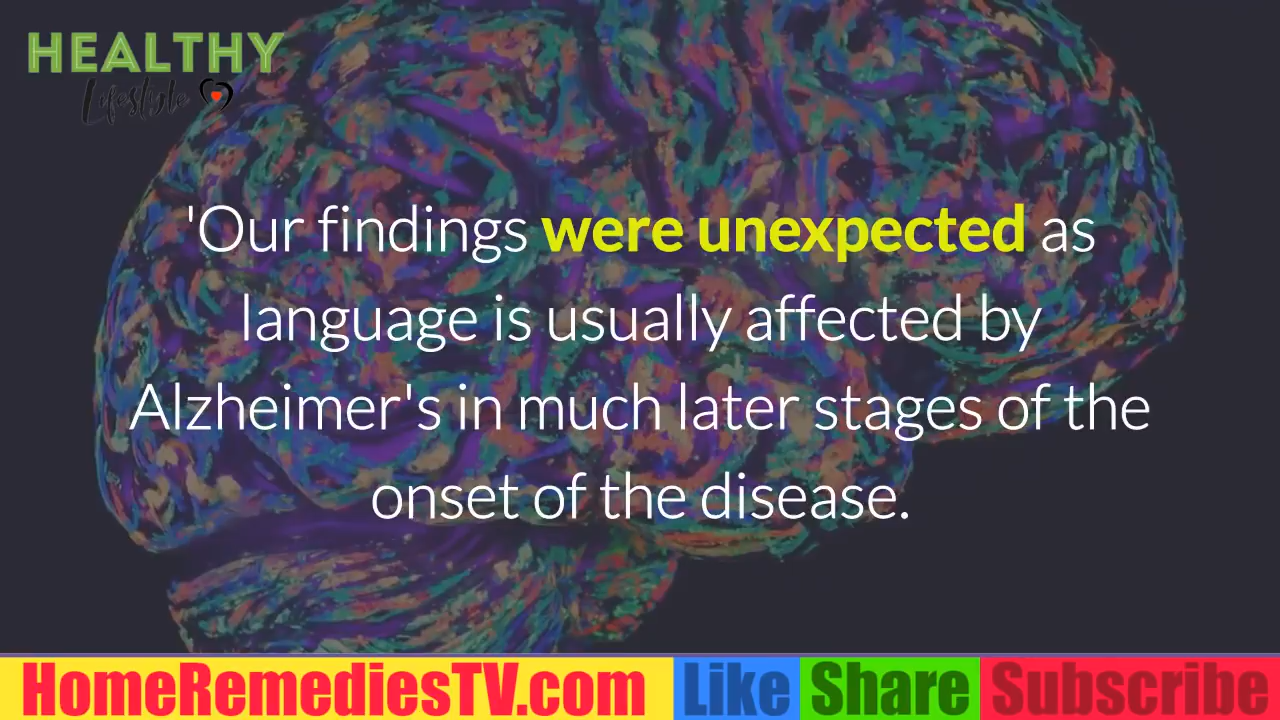 HEALTHY
Lifestyle
'Our findings were unexpected as
language is usually affected by
Alzheimer's in much later stages of the
onset of the disease.
HomeRemediesTV.com Like Share Subscribe